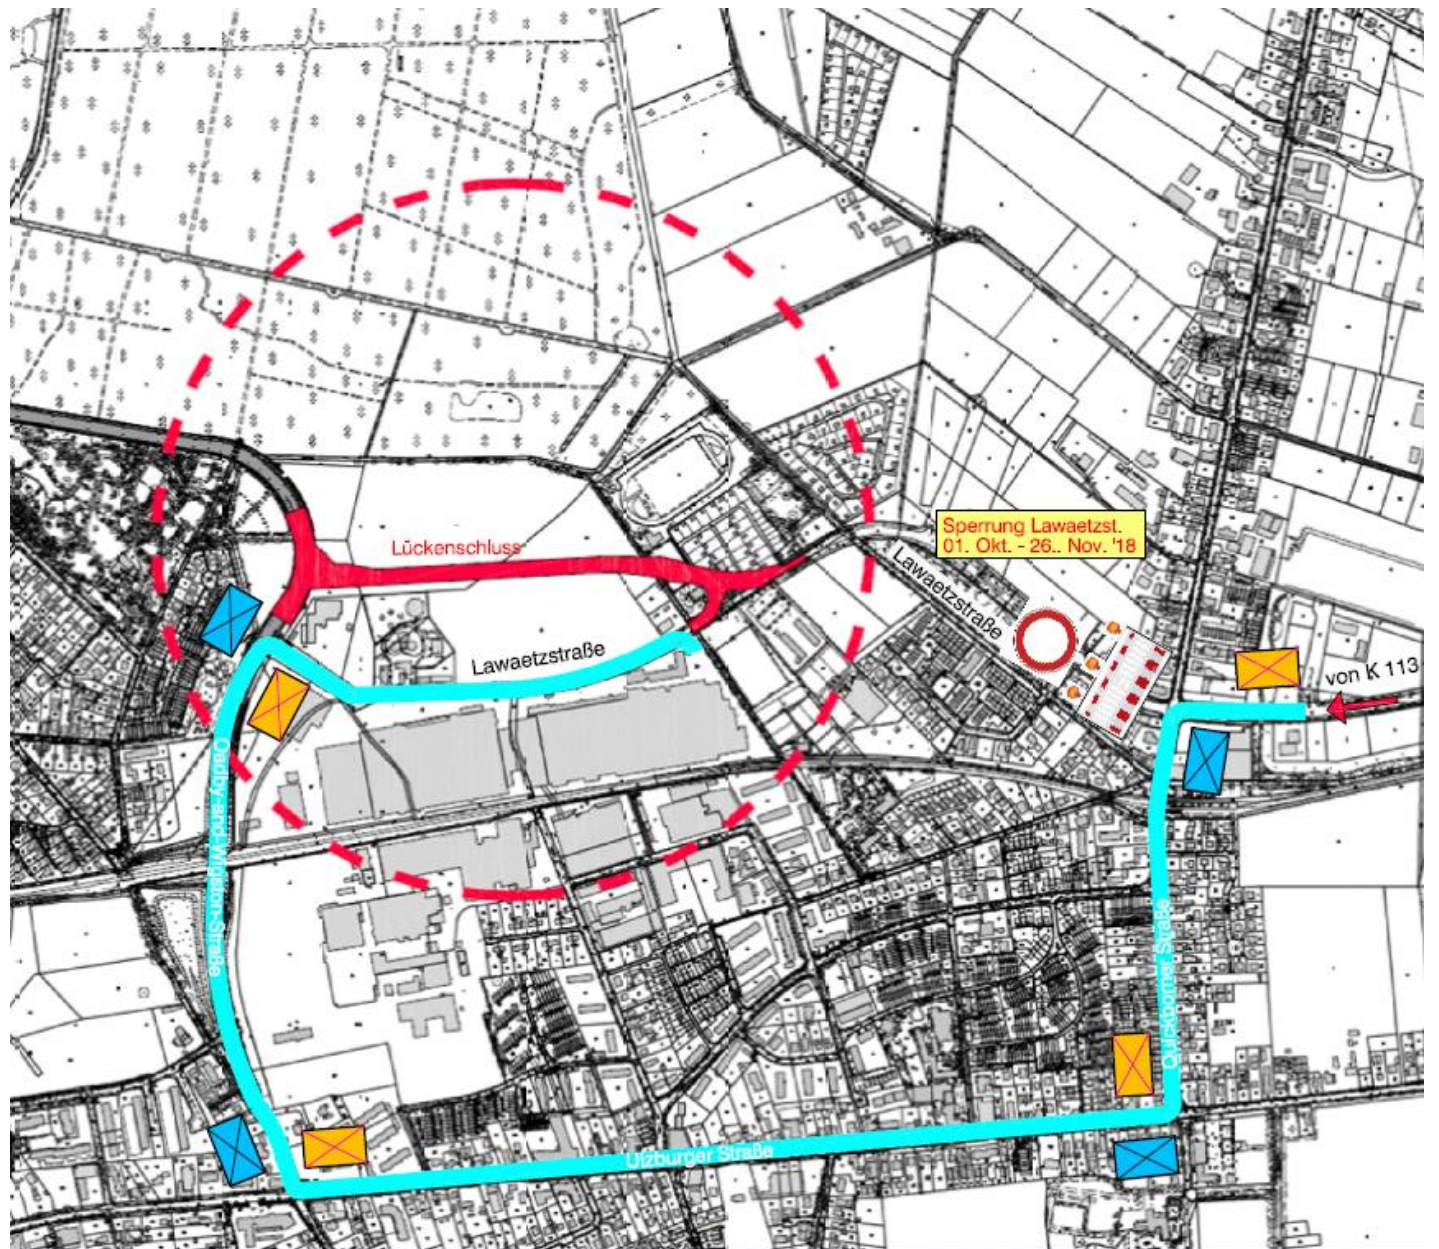 Sperrung Lawaetzst.
01. Okt. - 26.. Nov. '18
Lückenschluss
Lawaetzstraße
Lawaetzstraße
von K 113
Oadby-and-Wigston-Straße
Quickborner Straße
Ulzburger Straße